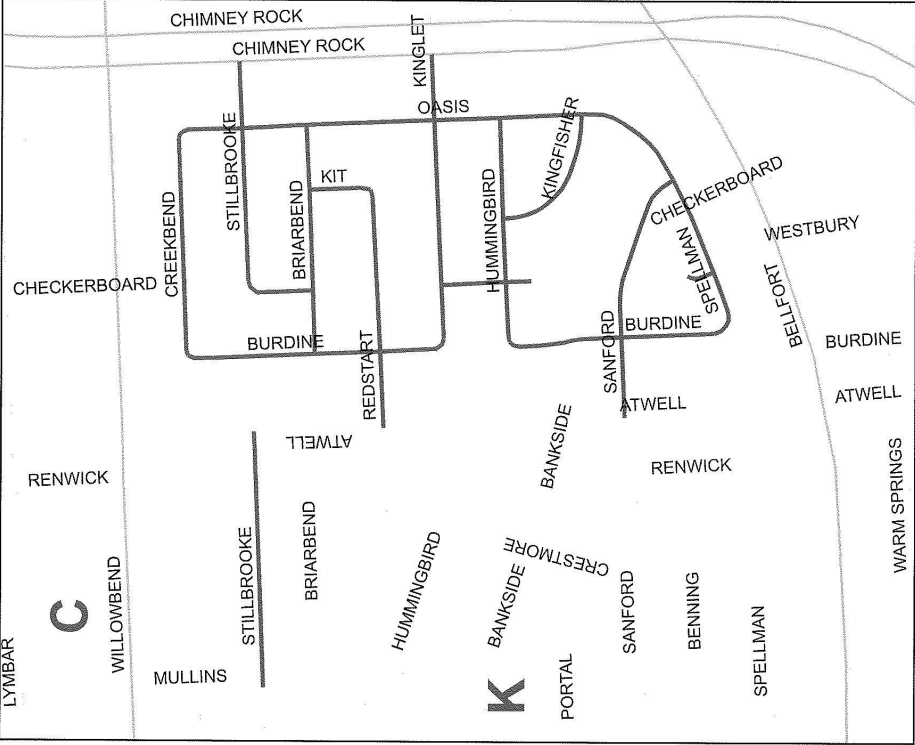 CHIMNEY ROCK
CHIMNEY ROCK
KINGLET
OASIS
STILLBROOKE
KIT
KINGFISHER
CREEKBEND
BRIARBEND
HUMMINGBIRD
CHECKERBOARD
WESTBURY
SPELLMAN
CHECKERBOARD
BELLFORT
BURDINE
REDSTART
SANFORD
BURDINE
BURDINE
ATWELL
ATWELL
ATWELL
BANKSIDE
RENWICK
RENWICK
WARM SPRINGS
STILLBROOKE
BRIARBEND
HUMMINGBIRD
CRESTMORE
BANKSIDE
SANFORD
BENNING
SPELLMAN
C
WILLOWBEND
LYMBAR
MULLINS
K
PORTAL